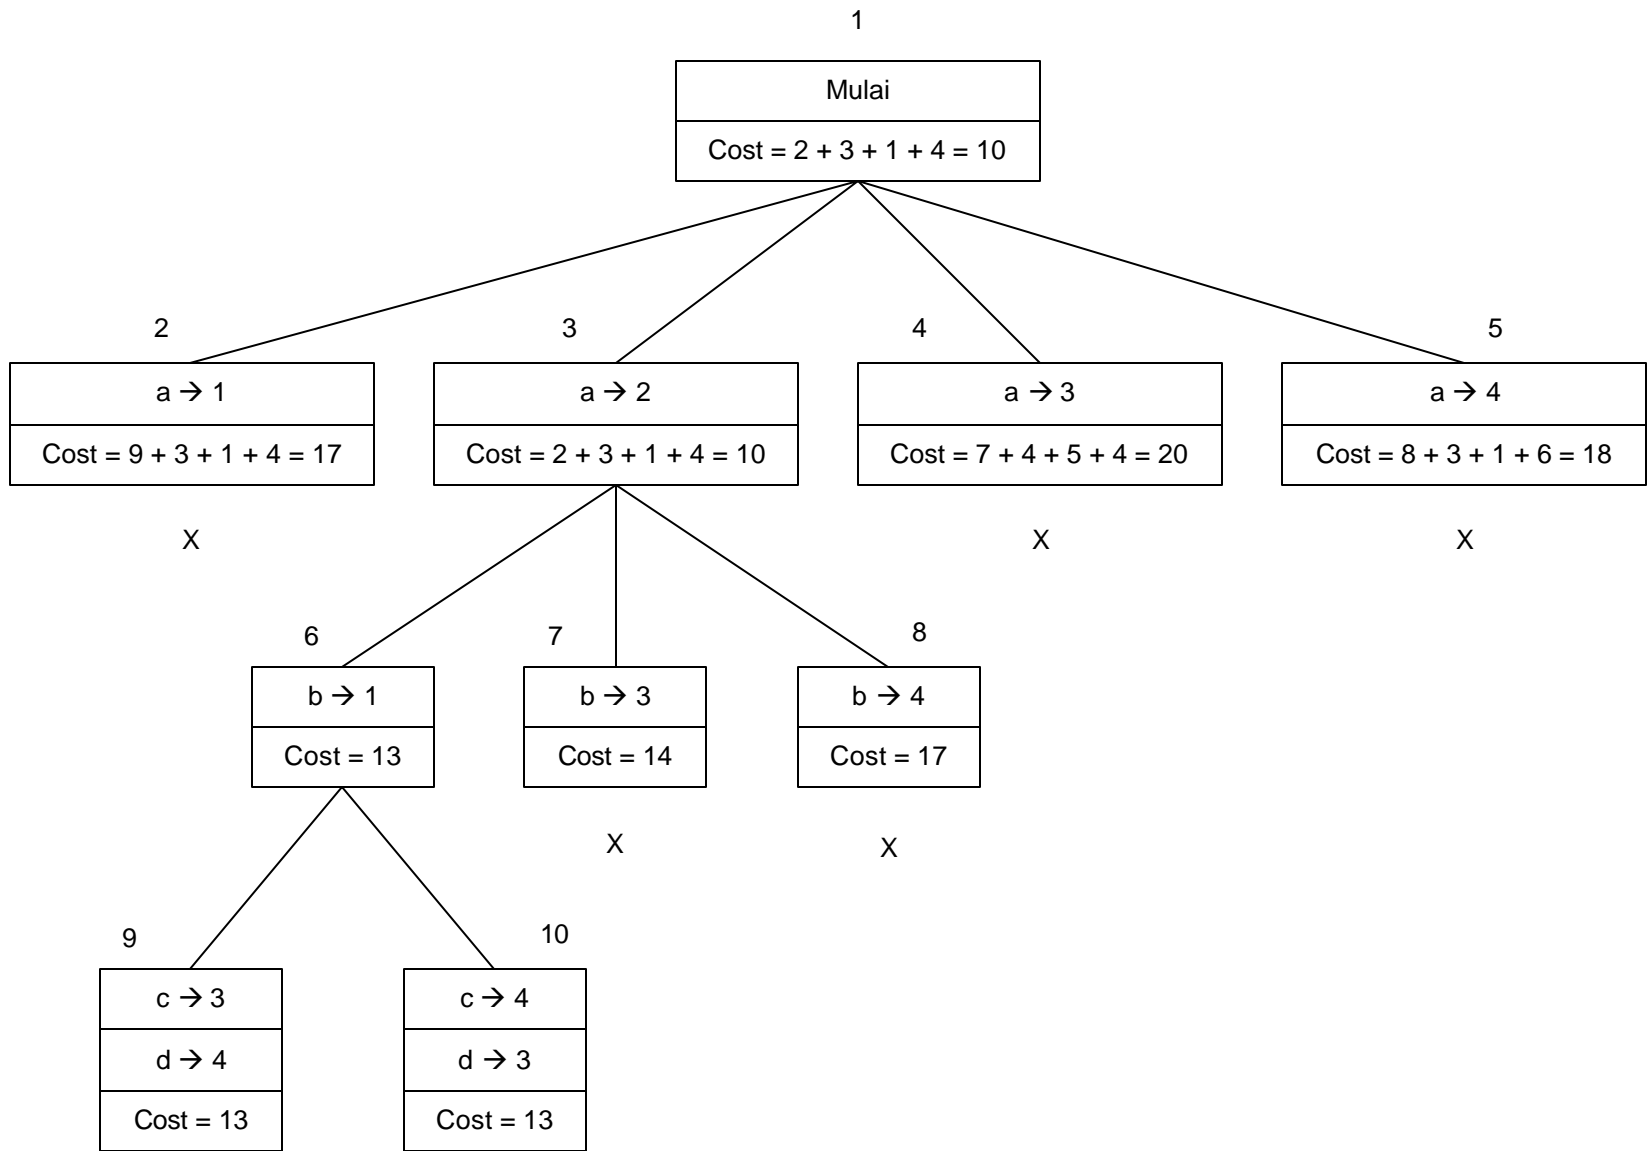 1
Mulai
Cost = 2 + 3 + 1 + 4 = 10
2
3
4
5
a → 1
Cost = 9 + 3 + 1 + 4 = 17
X
a → 2
Cost = 2 + 3 + 1 + 4 = 10
a → 3
Cost = 7 + 4 + 5 + 4 = 20
X
a → 4
Cost = 8 + 3 + 1 + 6 = 18
X
6
7
8
b → 1
Cost = 13
b → 3
Cost = 14
X
b → 4
Cost = 17
X
9
10
c → 3
d → 4
Cost = 13
c → 4
d → 3
Cost = 13